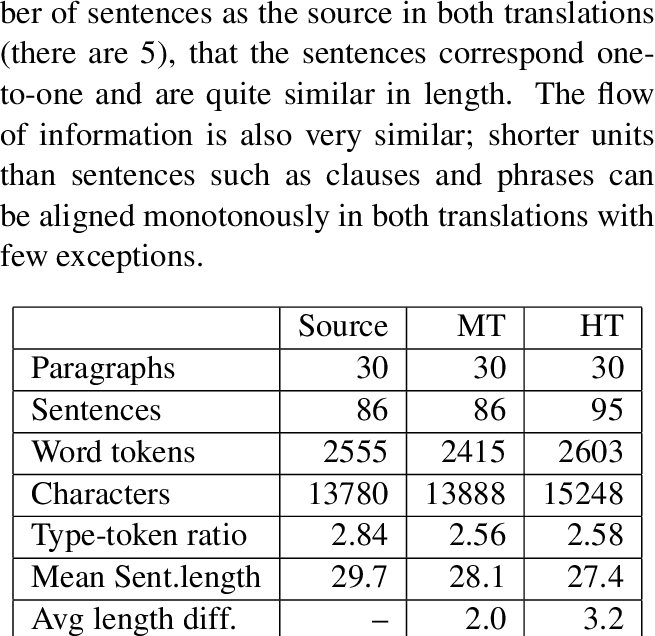 ber of sentences as the source in both translations
(there are 5), that the sentences correspond one-
to-one and are quite similar in length. The flow
of information is also very similar; shorter units
than sentences such as clauses and phrases can
be aligned monotonously in both translations with
few exceptions.
Source MT HT
Paragraphs 30 30 30
Sentences 86 86 95
Word tokens 2555 2415 2603
Characters 13780 13888 15248
Type-token ratio 2.84 2.56 2.58
Mean Sent.length 29.7 28.1 27.4
Avg length diff. – 2.0 3.2